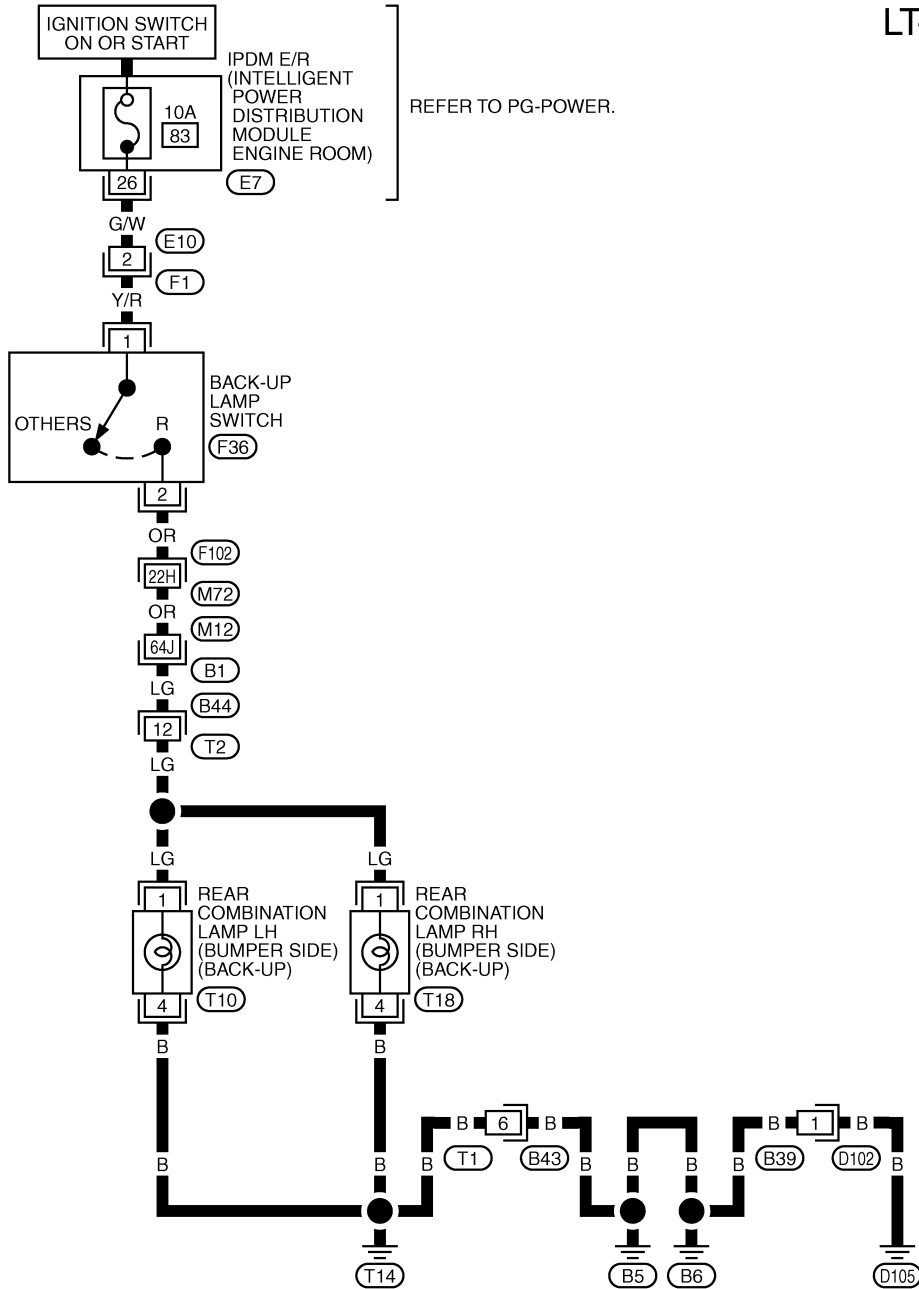 IGNITION SWITCH
ON OR START
LT-
IPDM E/R
(INTELLIGENT
POWER
DISTRIBUTION
MODULE
ENGINE ROOM)
REFER TO PG-POWER.
10A
83
26
E7
G/W
E10
2
F1
Y/R
1
BACK-UP
LAMP
SWITCH
OTHERS
R
F36
2
OR
F102
22H
M72
OR
M12
64J
B1
LG
B44
12
T2
LG
LG
LG
1
REAR
COMBINATION
LAMP LH
(BUMPER SIDE)
(BACK-UP)
4
T10
1
REAR
COMBINATION
LAMP RH
(BUMPER SIDE)
(BACK-UP)
4
T18
B
B
B
6
B
B
1
B
T1
B43
B39
D102
B
B
B
B
B
B
B
B
T14
B5
B6
D105